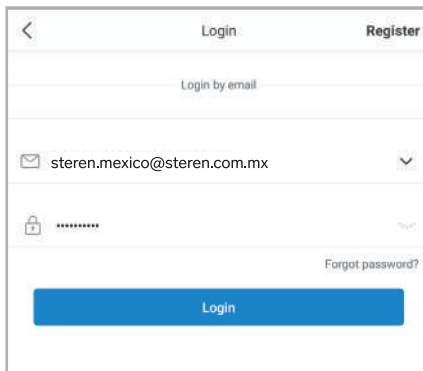 Login Register
Login by email
steren.mexico@steren.com.mx
••••••••••
Forgot password?
Login